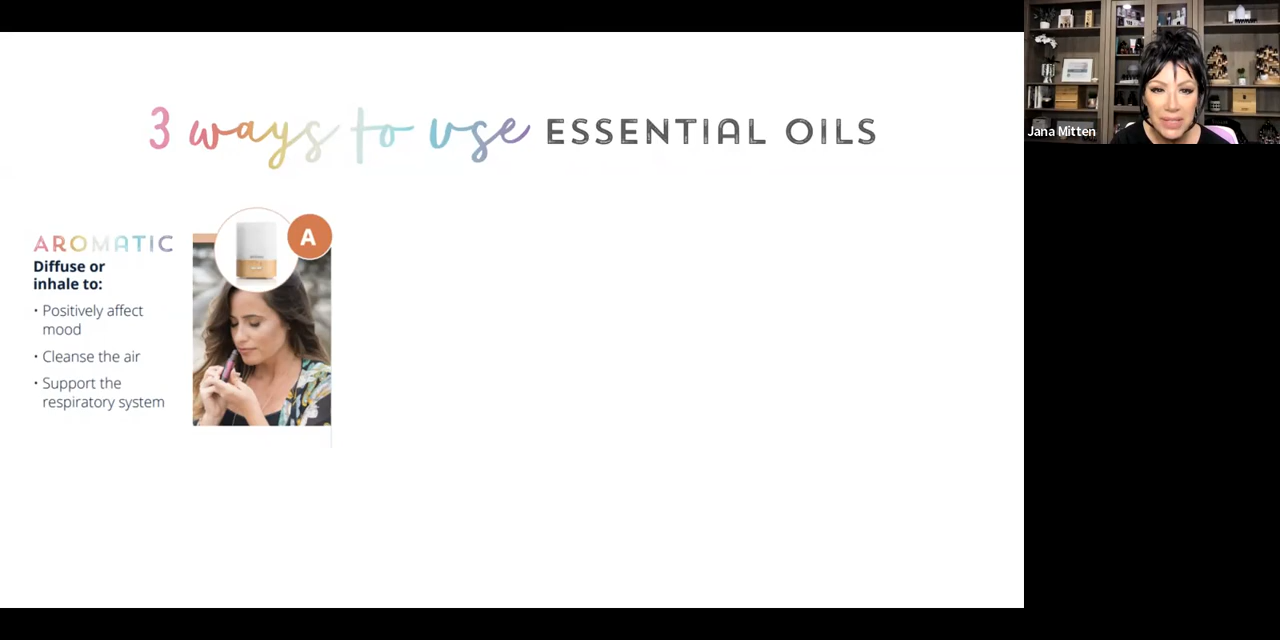 3 ways to use ESSENTIAL OILS
AROMATIC
Diffuse or
inhale to:
• Positively affect
mood
• Cleanse the air
• Support the
respiratory system
A
Jana Mitten